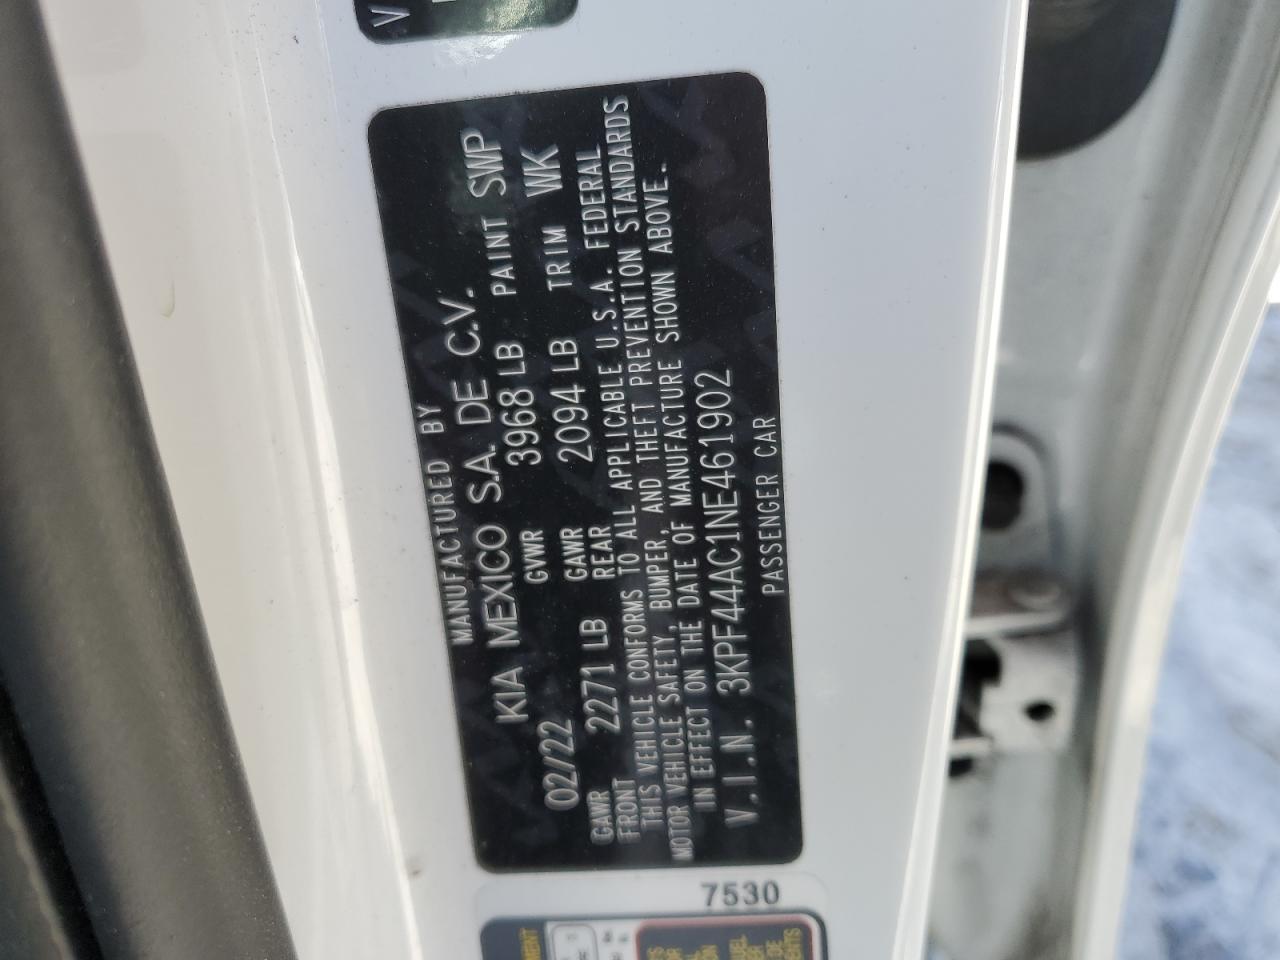 V
MANUFACTURED BY
KIA MEXICO S.A. DE C.V.
02/22 GVWR 3968 LB PAINT SWP
GAWR FRONT 2271 LB GAWR REAR 2094 LB TRIM WK
THIS VEHICLE CONFORMS TO ALL APPLICABLE U.S.A. FEDERAL
MOTOR VEHICLE SAFETY, BUMPER, AND THEFT PREVENTION STANDARDS
IN EFFECT ON THE DATE OF MANUFACTURE SHOWN ABOVE.
V.I.N. 3KPF44AC1NE461902
PASSENGER CAR
7530